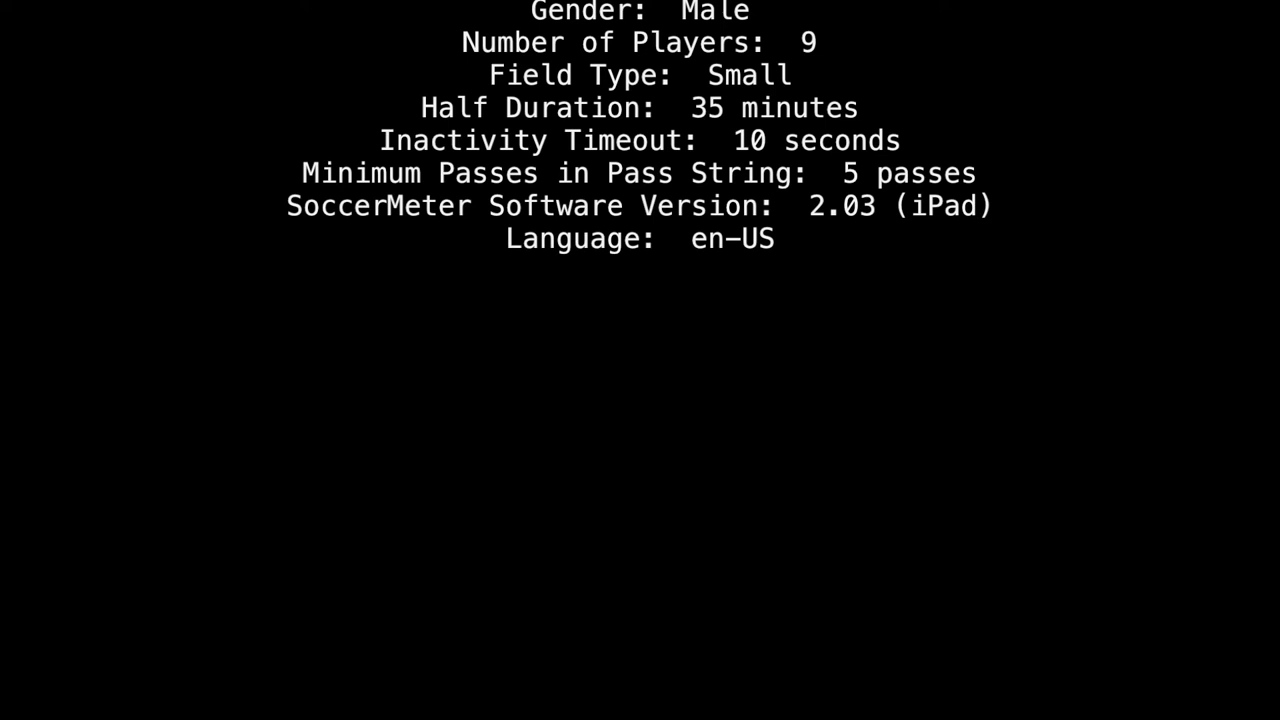 Gender:  Male
Number of Players:  9
Field Type:  Small
Half Duration:  35 minutes
Inactivity Timeout:  10 seconds
Minimum Passes in Pass String:  5 passes
SoccerMeter Software Version:  2.03 (iPad)
Language:  en-US